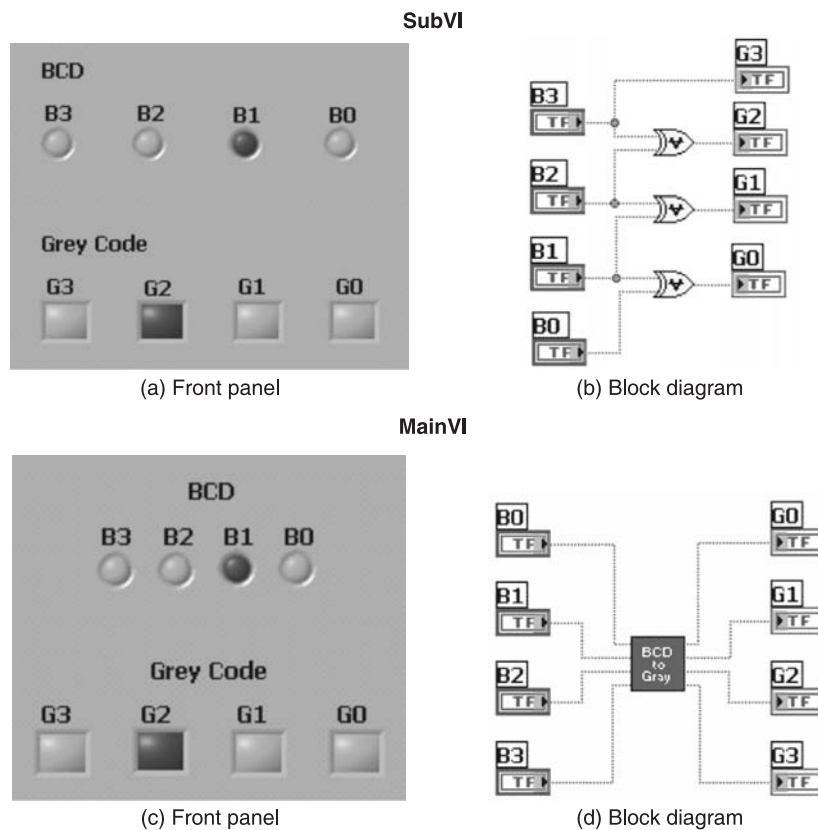 SubVI
BCD
B3 B2 B1 B0
Grey Code
G3 G2 G1 G0
(a) Front panel
G3
TF
B3
TF
G2
TF
B2
TF
G1
TF
B1
TF
G0
TF
B0
TF
(b) Block diagram
MainVI
BCD
B3 B2 B1 B0
Grey Code
G3 G2 G1 G0
(c) Front panel
B0
TF
G0
TF
B1
TF
G1
TF
BCD
to
Gray
B2
TF
G2
TF
B3
TF
G3
TF
(d) Block diagram